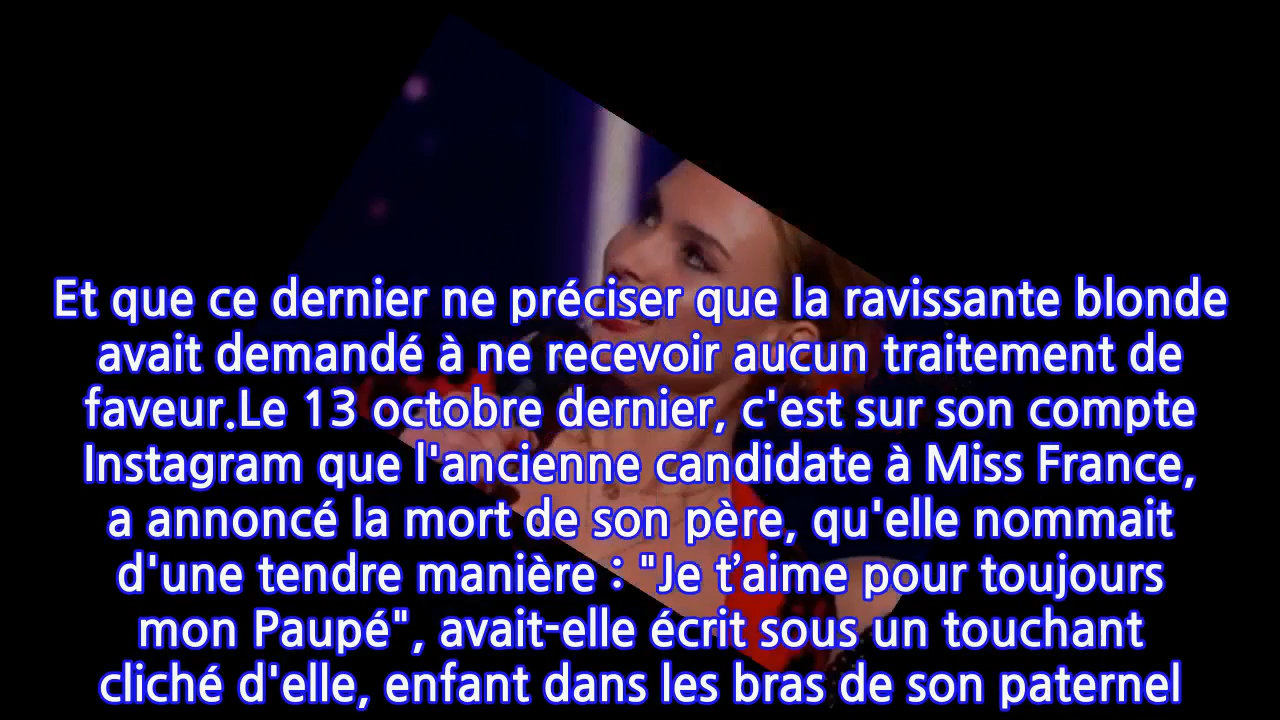 Et que ce dernier ne préciser que la ravissante blonde
avait demandé à ne recevoir aucun traitement de
faveur.Le 13 octobre dernier, c'est sur son compte
Instagram que l'ancienne candidate à Miss France,
a annoncé la mort de son père, qu'elle nommait
d'une tendre manière : "Je t’aime pour toujours
mon Paupé", avait-elle écrit sous un touchant
cliché d'elle, enfant dans les bras de son paternel